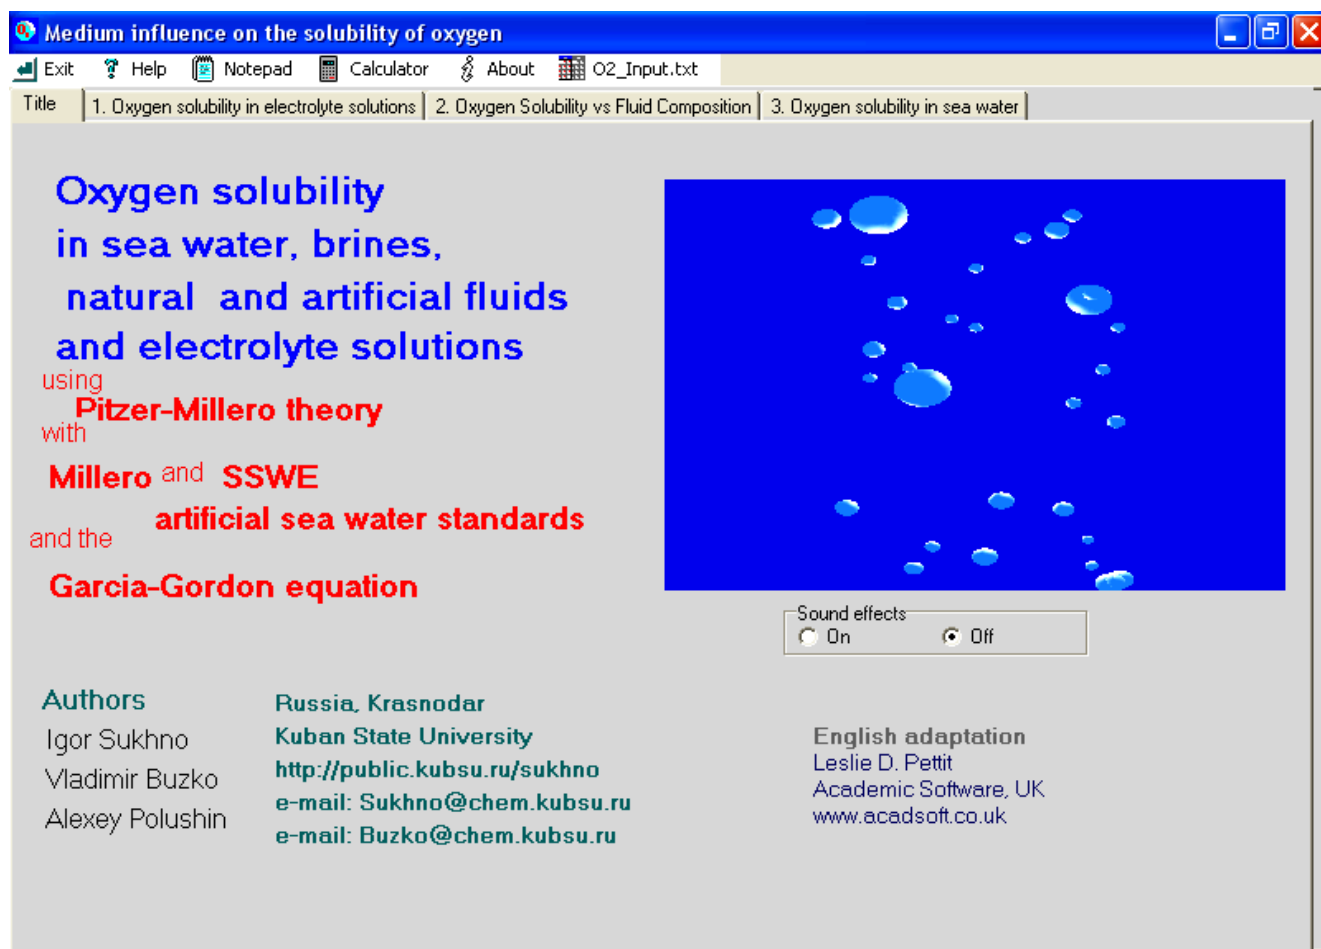 Medium influence on the solubility of oxygen
Exit Help Notepad Calculator About O2_Input.txt
Title 1. Oxygen solubility in electrolyte solutions 2. Oxygen Solubility vs Fluid Composition 3. Oxygen solubility in sea water
Oxygen solubility
in sea water, brines,
natural and artificial fluids
and electrolyte solutions
using
Pitzer-Millero theory
with
Millero and SSWE
artificial sea water standards
and the
Garcia-Gordon equation
Sound effects
On Off
Authors
Igor Sukhno
Vladimir Buzko
Alexey Polushin
Russia, Krasnodar
Kuban State University
http://public.kubsu.ru/sukhno
e-mail: Sukhno@chem.kubsu.ru
e-mail: Buzko@chem.kubsu.ru
English adaptation
Leslie D. Pettit
Academic Software, UK
www.acadsoft.co.uk